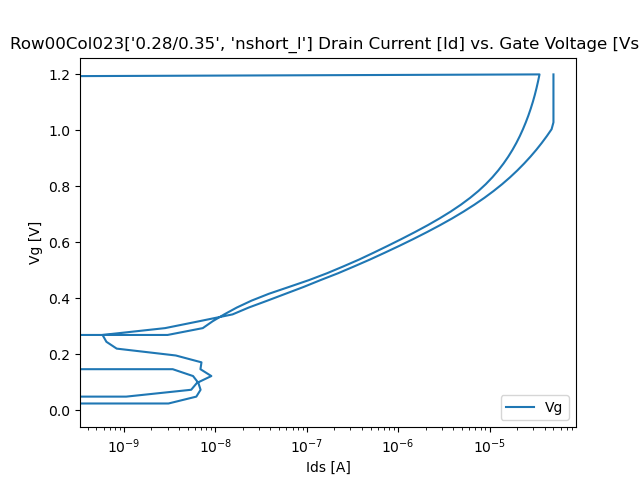 Row00Col023['0.28/0.35', 'nshort_l'] Drain Current [Id] vs. Gate Voltage [Vs
1.2
1.0
0.8
0.6
0.4
0.2
0.0
Vg [V]
Vg
10⁻⁹ 10⁻⁸ 10⁻⁷ 10⁻⁶ 10⁻⁵
Ids [A]